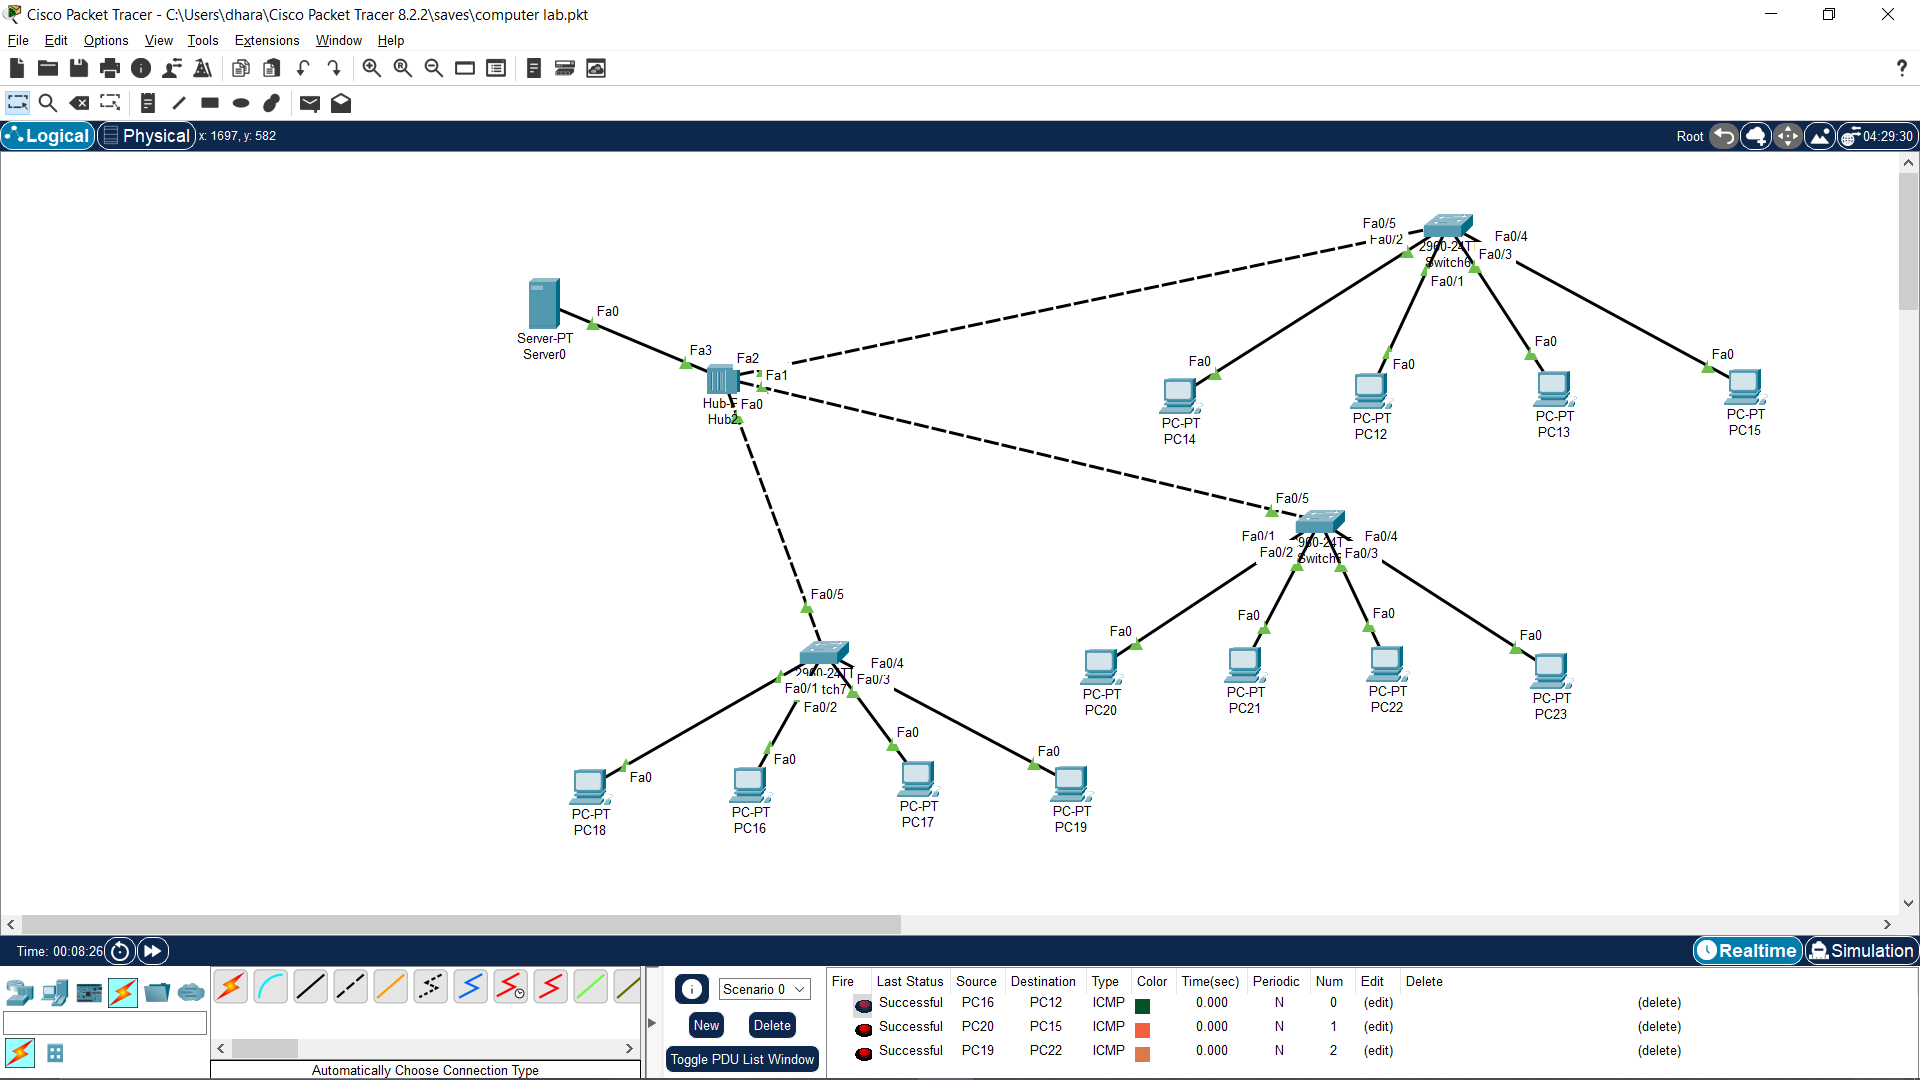 Cisco Packet Tracer - C:\Users\dhara\Cisco Packet Tracer 8.2.2\saves\computer lab.pkt
File Edit Options View Tools Extensions Window Help
?
Logical Physical x: 1697, y: 582 Root 04:29:30
Fa0/5
Fa0/2
Fa0/4
Fa0/3
2960-24T
Switch6
Fa0/1
Fa0
Server-PT
Server0
Fa3
Fa2
Fa1
Fa0
Hub-
Hub2
Fa0
Fa0
Fa0
Fa0
PC-PT
PC14
PC-PT
PC12
PC-PT
PC13
PC-PT
PC15
Fa0/5
Fa0/1
Fa0/2
Fa0/4
Fa0/3
960-24T
Switch
Fa0
Fa0
Fa0
Fa0
PC-PT
PC20
PC-PT
PC21
PC-PT
PC22
PC-PT
PC23
Fa0/5
Fa0/4
Fa0/3
2960-24TT
Fa0/1 tch7
Fa0/2
Fa0
Fa0
Fa0
Fa0
PC-PT
PC18
PC-PT
PC16
PC-PT
PC17
PC-PT
PC19
Time: 00:08:26 Realtime Simulation
Scenario 0
New Delete
Toggle PDU List Window
Automatically Choose Connection Type
Fire Last Status Source Destination Type Color Time(sec) Periodic Num Edit Delete
Successful PC16 PC12 ICMP 0.000 N 0 (edit) (delete)
Successful PC20 PC15 ICMP 0.000 N 1 (edit) (delete)
Successful PC19 PC22 ICMP 0.000 N 2 (edit) (delete)